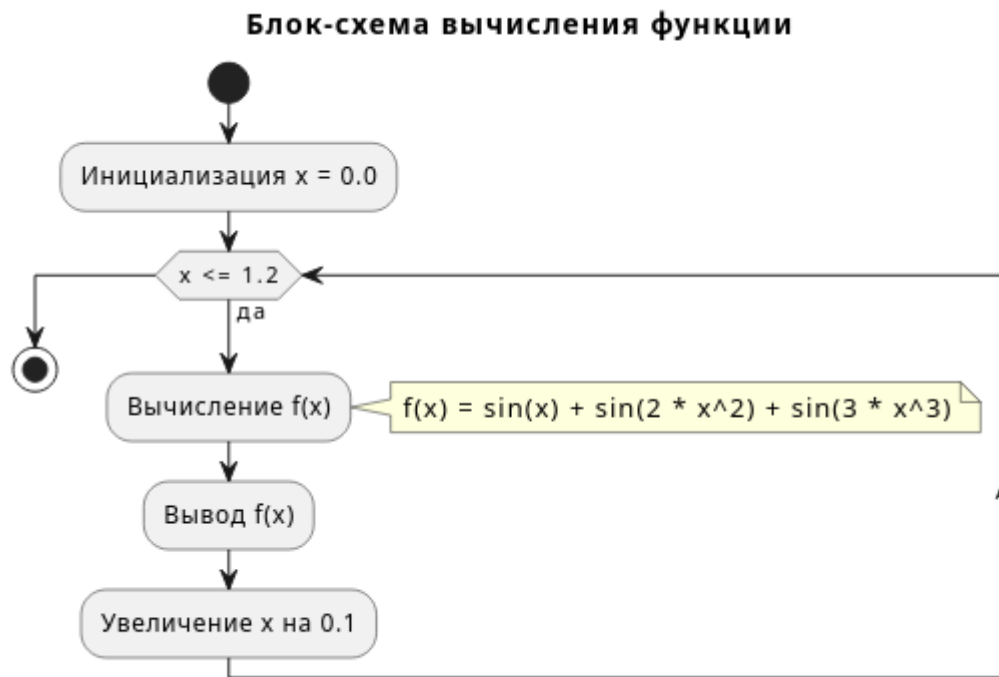 Блок-схема вычисления функции
Инициализация x = 0.0
x <= 1.2
да
Вычисление f(x)
f(x) = sin(x) + sin(2 * x^2) + sin(3 * x^3)
Вывод f(x)
Увеличение x на 0.1